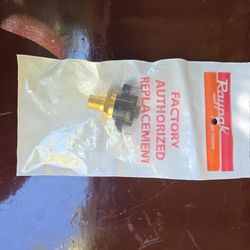 Raypak
FACTORY
AUTHORIZED
REPLACEMENT